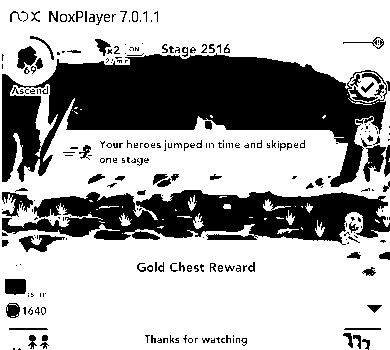 nox NoxPlayer 7.0.1.1
x2 ON
Stage 2516
69
Ascend
Your heroes jumped in time and skipped
one stage
Gold Chest Reward
1640
Thanks for watching